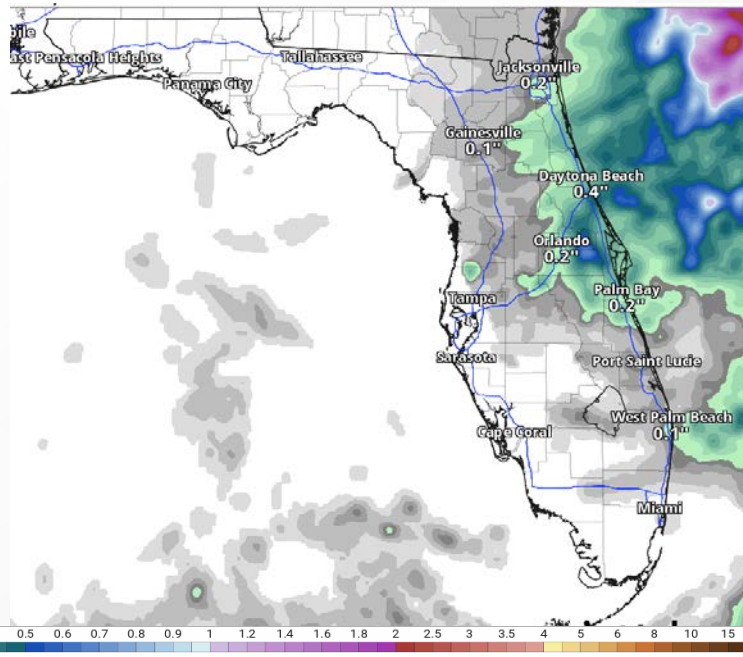 bile
ast Pensacola Heights
Tallahassee
Panama City
Jacksonville
0.2"
Gainesville
0.1"
Daytona Beach
0.4"
Orlando
0.2"
Palm Bay
0.2"
Tampa
Sarasota
Port Saint Lucie
West Palm Beach
0.1"
Cape Coral
Miami
0.5 0.6 0.7 0.8 0.9 1 1.2 1.4 1.6 1.8 2 2.5 3 3.5 4 5 6 8 10 15